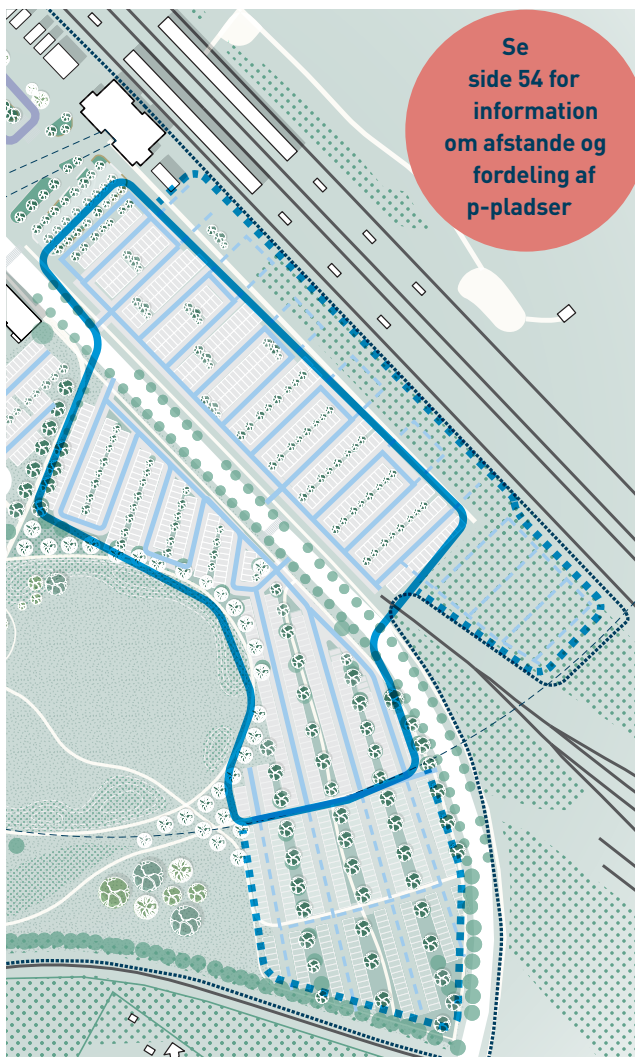 Se
side 54 for
information
om afstande og
fordeling af
p-pladser